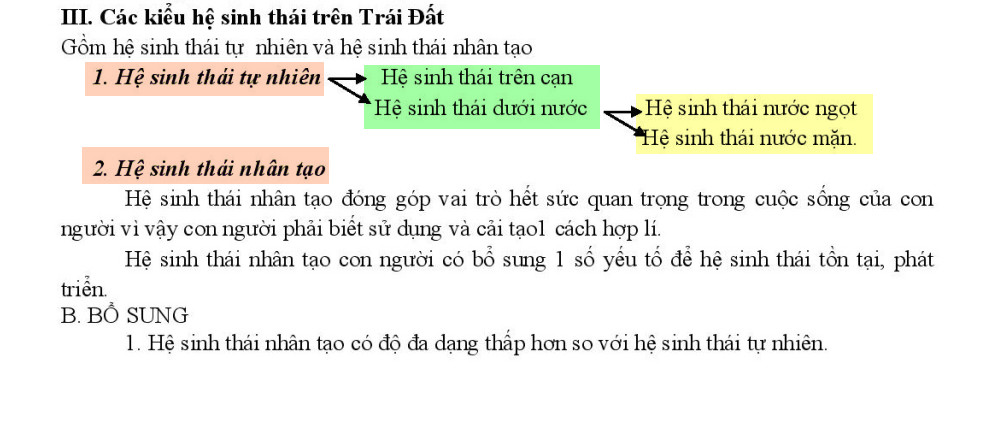 III. Các kiểu hệ sinh thái trên Trái Đất
Gồm hệ sinh thái tự nhiên và hệ sinh thái nhân tạo
1. Hệ sinh thái tự nhiên Hệ sinh thái trên cạn
Hệ sinh thái dưới nước Hệ sinh thái nước ngọt
Hệ sinh thái nước mặn.
2. Hệ sinh thái nhân tạo
Hệ sinh thái nhân tạo đóng góp vai trò hết sức quan trọng trong cuộc sống của con
người vì vậy con người phải biết sử dụng và cải tạo1 cách hợp lí.
Hệ sinh thái nhân tạo con người có bổ sung 1 số yếu tố để hệ sinh thái tồn tại, phát
triển.
B. BỔ SUNG
1. Hệ sinh thái nhân tạo có độ đa dạng thấp hơn so với hệ sinh thái tự nhiên.